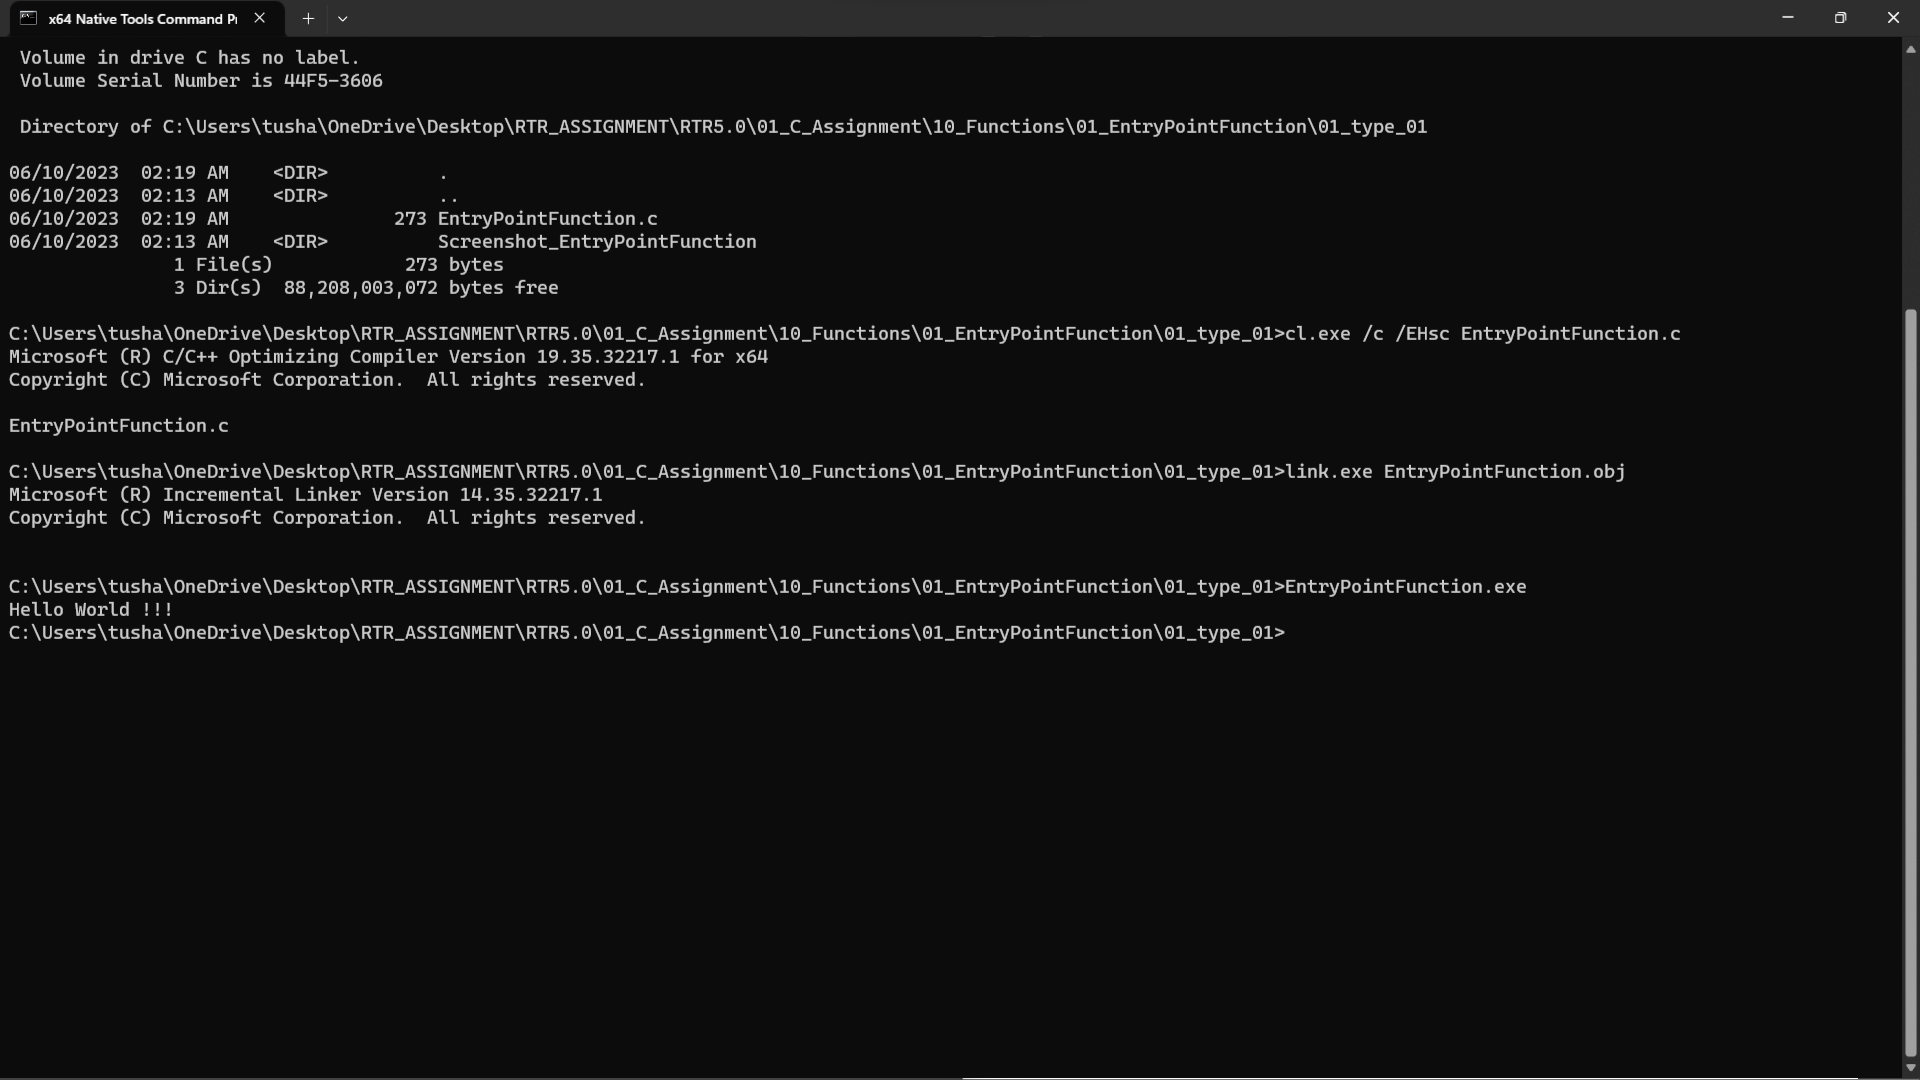 x64 Native Tools Command P
Volume in drive C has no label.
Volume Serial Number is 44F5-3606
Directory of C:\Users\tusha\OneDrive\Desktop\RTR_ASSIGNMENT\RTR5.0\01_C_Assignment\10_Functions\01_EntryPointFunction\01_type_01
06/10/2023  02:19 AM    <DIR>          .
06/10/2023  02:13 AM    <DIR>          ..
06/10/2023  02:19 AM               273 EntryPointFunction.c
06/10/2023  02:13 AM    <DIR>          Screenshot_EntryPointFunction
1 File(s)            273 bytes
3 Dir(s)  88,208,003,072 bytes free
C:\Users\tusha\OneDrive\Desktop\RTR_ASSIGNMENT\RTR5.0\01_C_Assignment\10_Functions\01_EntryPointFunction\01_type_01>cl.exe /c /EHsc EntryPointFunction.c
Microsoft (R) C/C++ Optimizing Compiler Version 19.35.32217.1 for x64
Copyright (C) Microsoft Corporation.  All rights reserved.
EntryPointFunction.c
C:\Users\tusha\OneDrive\Desktop\RTR_ASSIGNMENT\RTR5.0\01_C_Assignment\10_Functions\01_EntryPointFunction\01_type_01>link.exe EntryPointFunction.obj
Microsoft (R) Incremental Linker Version 14.35.32217.1
Copyright (C) Microsoft Corporation.  All rights reserved.
C:\Users\tusha\OneDrive\Desktop\RTR_ASSIGNMENT\RTR5.0\01_C_Assignment\10_Functions\01_EntryPointFunction\01_type_01>EntryPointFunction.exe
Hello World !!!
C:\Users\tusha\OneDrive\Desktop\RTR_ASSIGNMENT\RTR5.0\01_C_Assignment\10_Functions\01_EntryPointFunction\01_type_01>